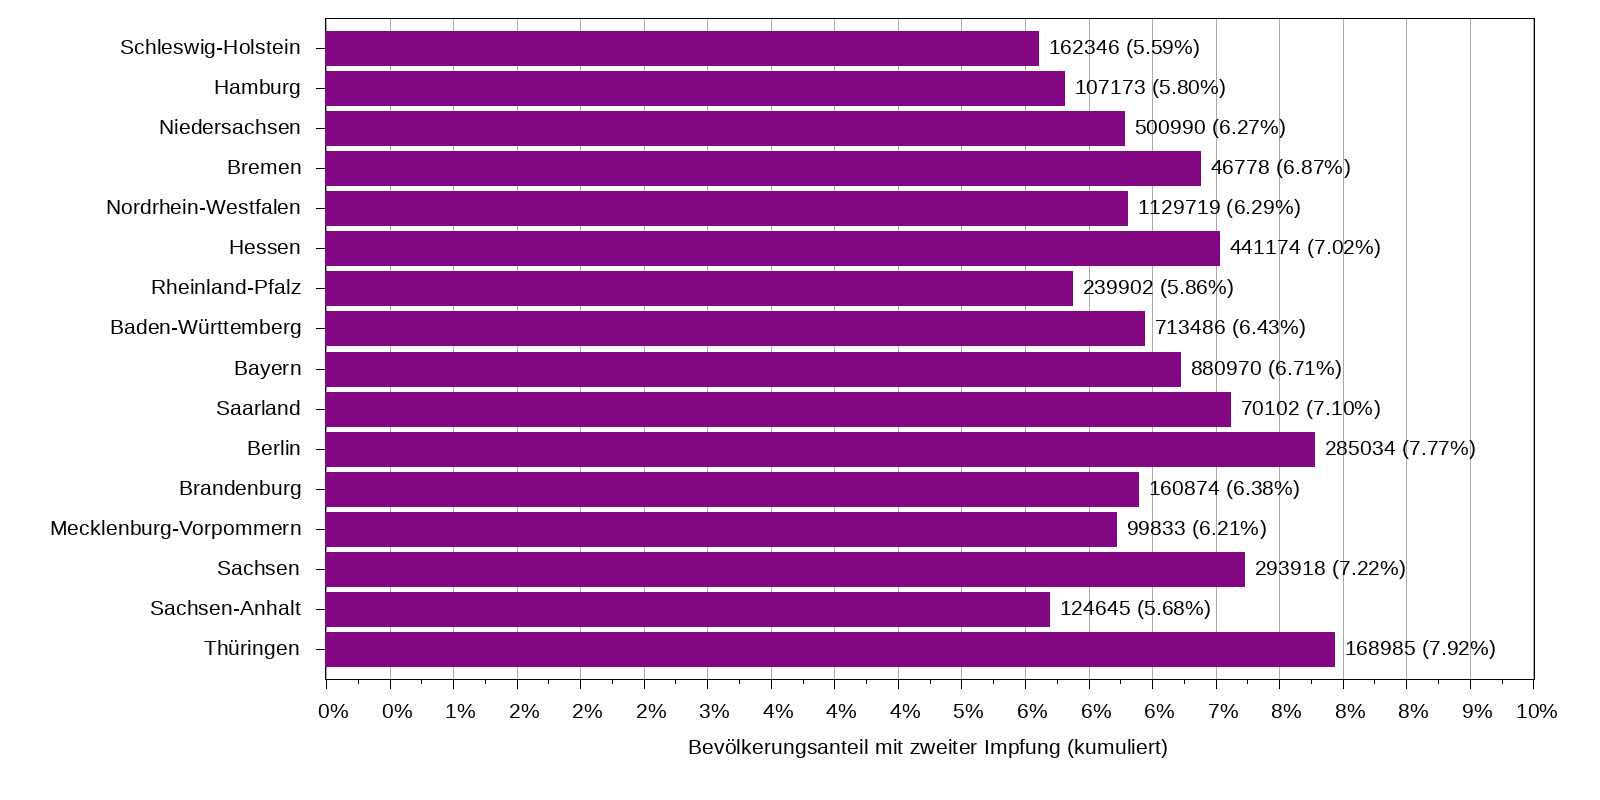 Schleswig-Holstein 162346 (5.59%)
Hamburg 107173 (5.80%)
Niedersachsen 500990 (6.27%)
Bremen 46778 (6.87%)
Nordrhein-Westfalen 1129719 (6.29%)
Hessen 441174 (7.02%)
Rheinland-Pfalz 239902 (5.86%)
Baden-Württemberg 713486 (6.43%)
Bayern 880970 (6.71%)
Saarland 70102 (7.10%)
Berlin 285034 (7.77%)
Brandenburg 160874 (6.38%)
Mecklenburg-Vorpommern 99833 (6.21%)
Sachsen 293918 (7.22%)
Sachsen-Anhalt 124645 (5.68%)
Thüringen 168985 (7.92%)
0% 0% 1% 2% 2% 2% 3% 4% 4% 4% 5% 6% 6% 6% 7% 8% 8% 8% 9% 10%
Bevölkerungsanteil mit zweiter Impfung (kumuliert)